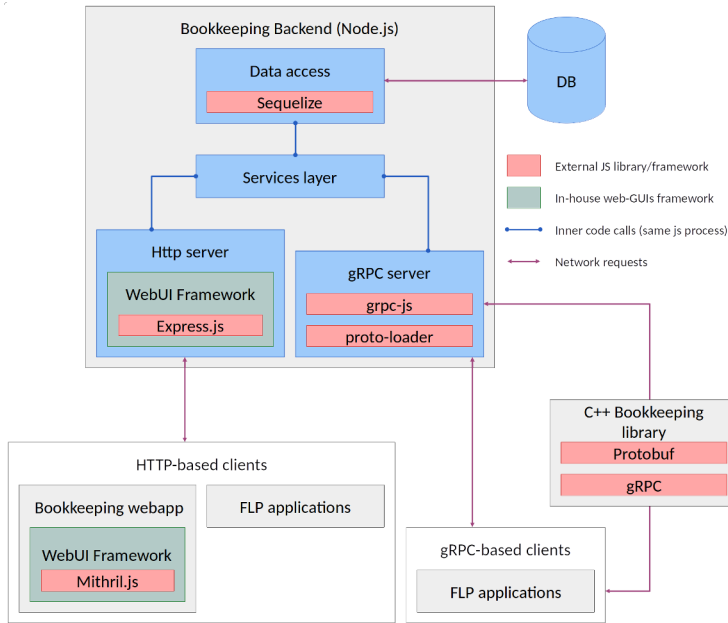 Bookkeeping Backend (Node.js)
Data access
Sequelize
DB
Services layer
External JS library/framework
In-house web-GUIs framework
Inner code calls (same js process)
Network requests
Http server
WebUI Framework
Express.js
gRPC server
grpc-js
proto-loader
C++ Bookkeeping
library
Protobuf
gRPC
HTTP-based clients
Bookkeeping webapp
WebUI Framework
Mithril.js
FLP applications
gRPC-based clients
FLP applications